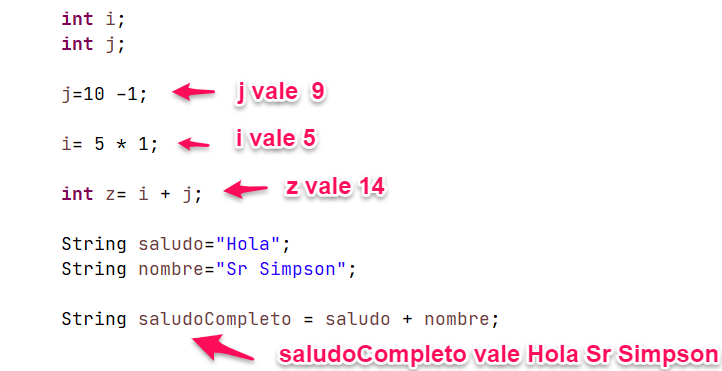 int i;
int j;
j=10 -1;
j vale 9
i= 5 * 1;
i vale 5
int z= i + j;
z vale 14
String saludo="Hola";
String nombre="Sr Simpson";
String saludoCompleto = saludo + nombre;
saludoCompleto vale Hola Sr Simpson